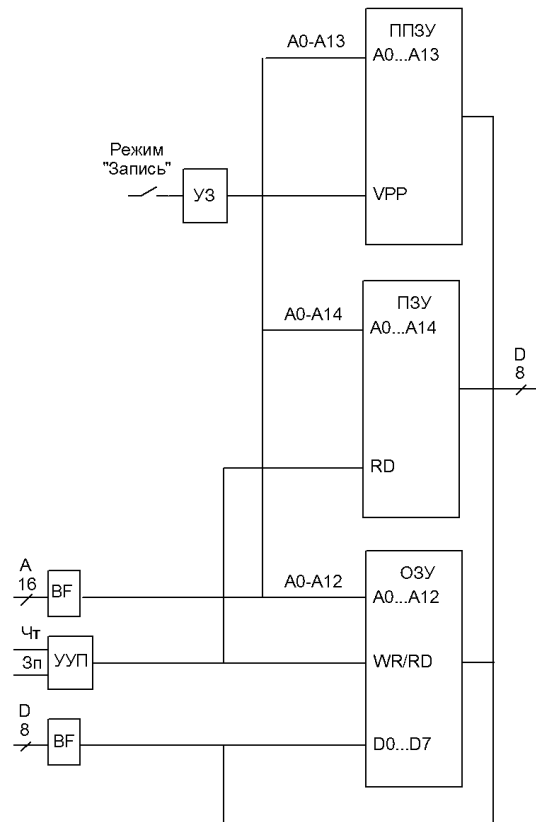 ППЗУ
A0-A13
A0...A13
Режим
"Запись"
УЗ
VPP
ПЗУ
A0-A14
A0...A14
D
8
RD
A
16
BF
A0-A12
ОЗУ
A0...A12
Чт
Зп
УУП
WR/RD
D
8
BF
D0...D7